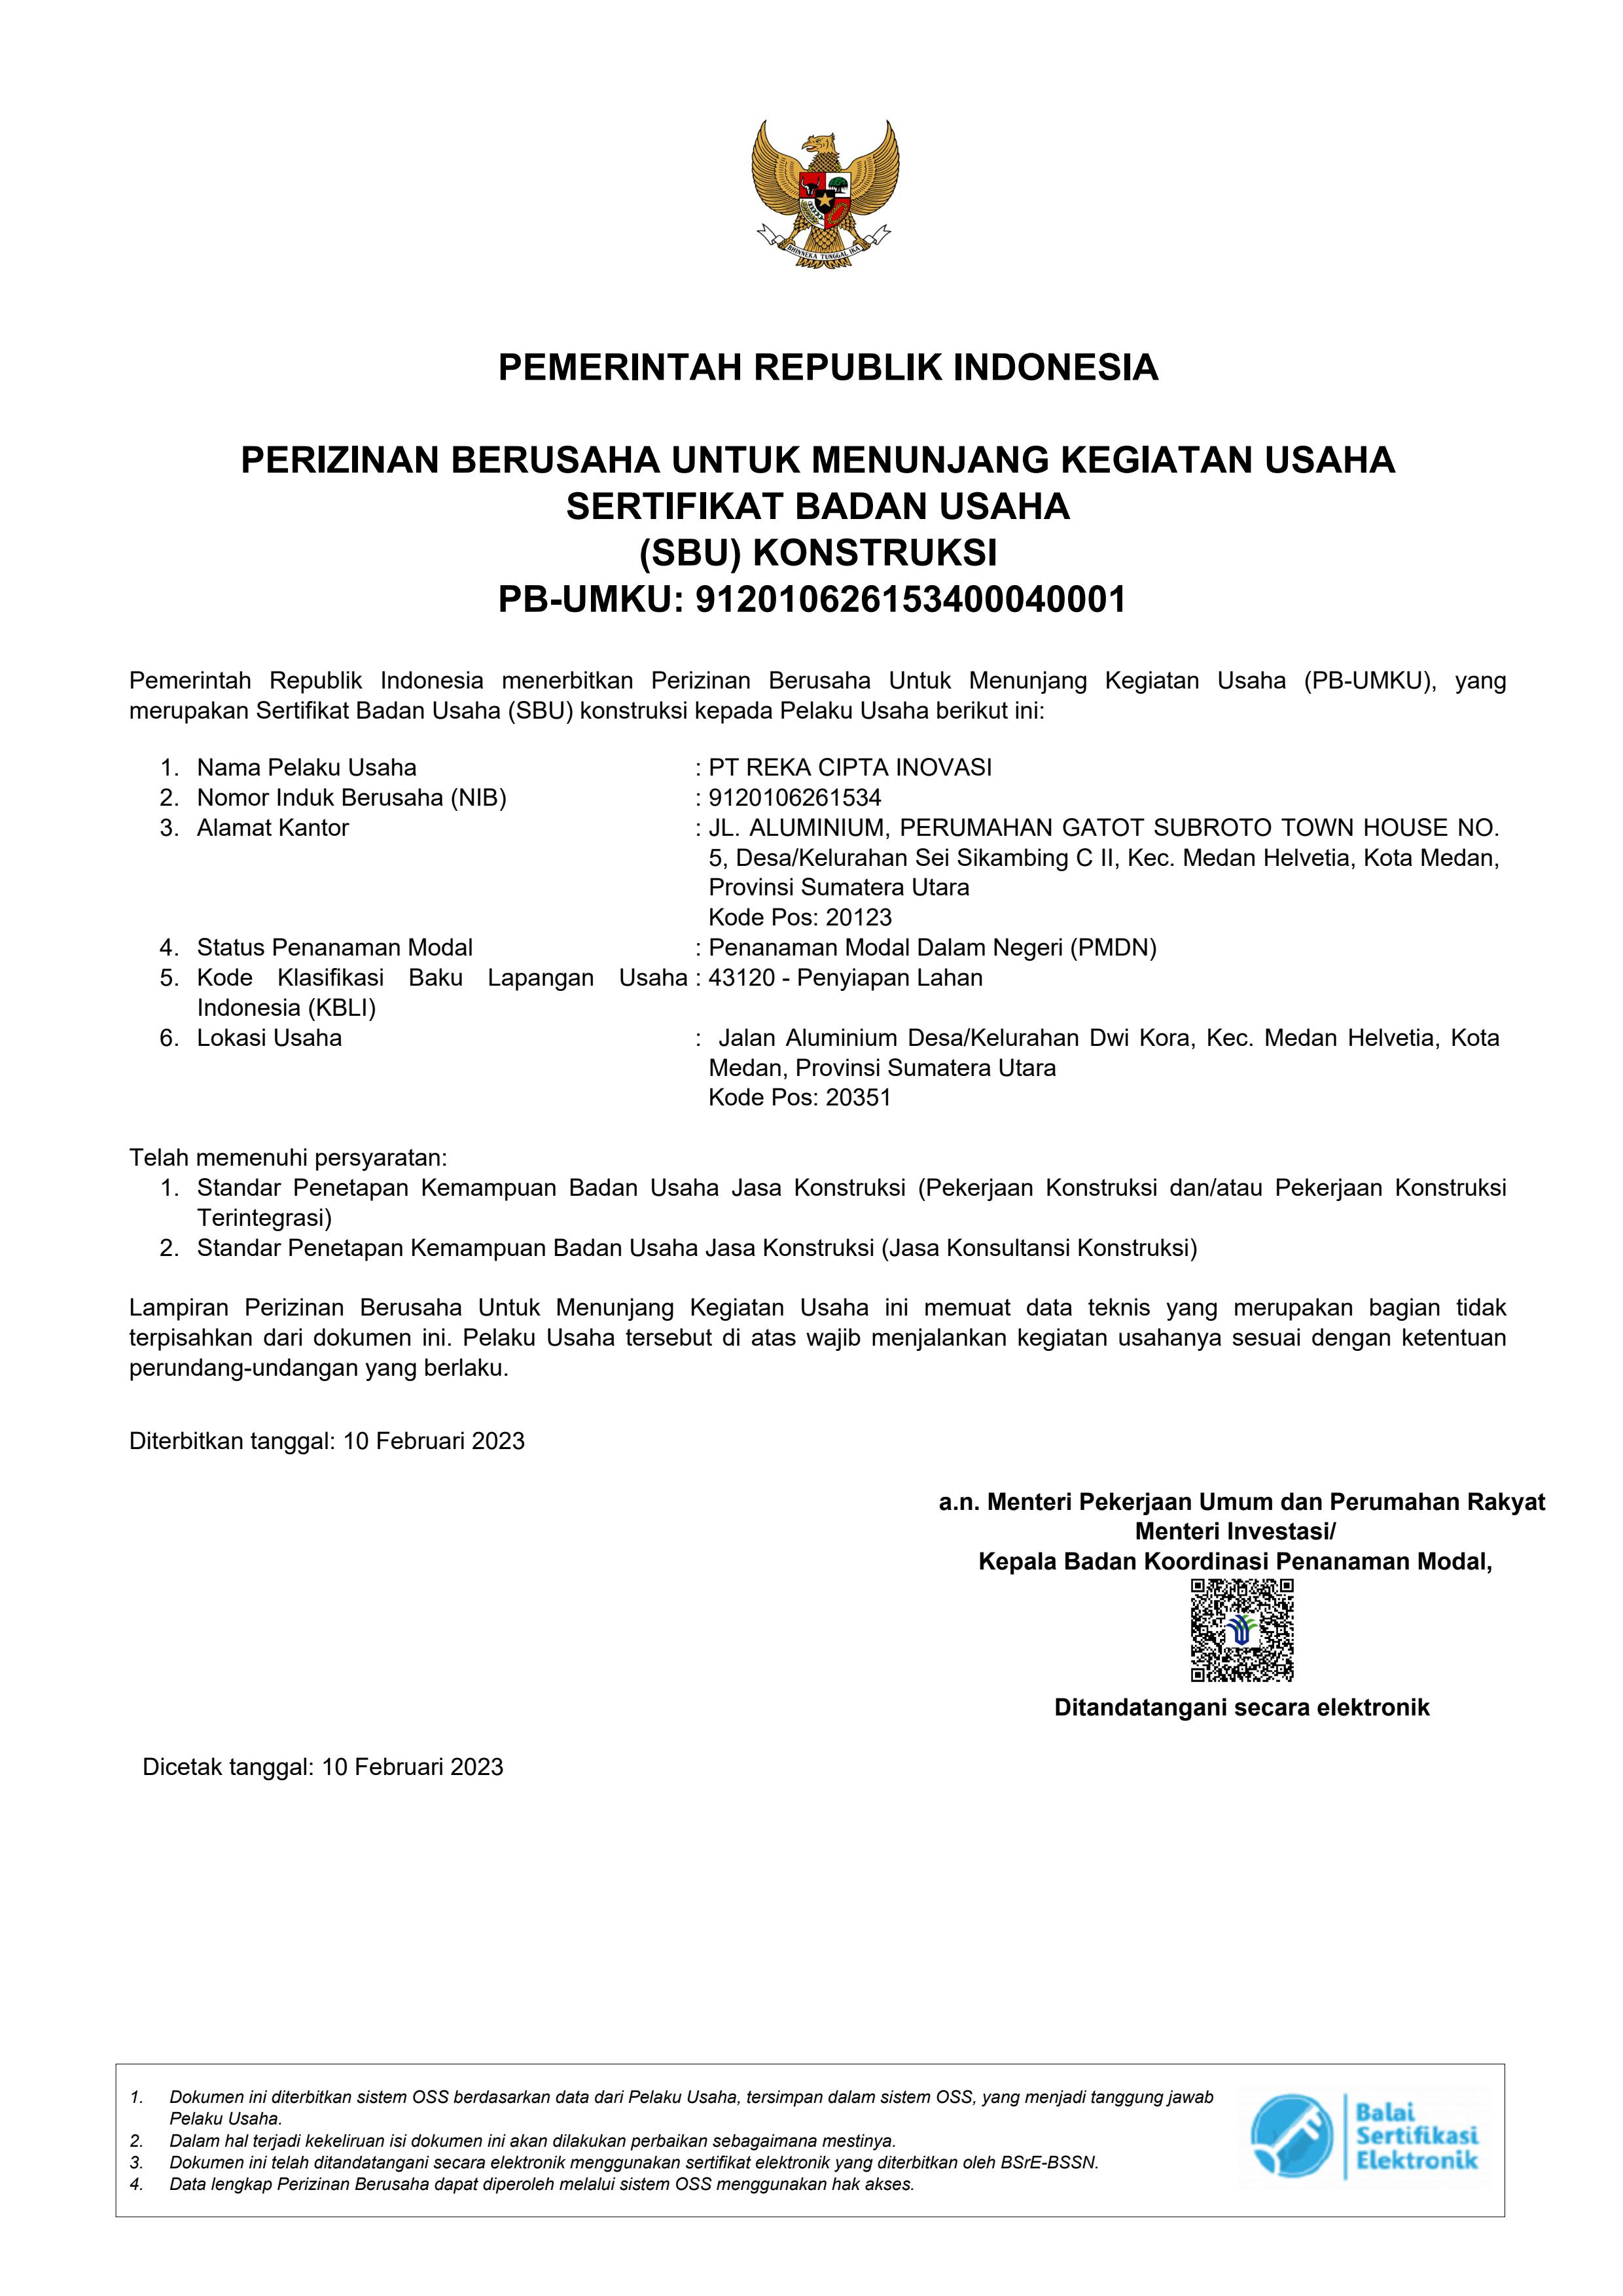 BHINNEKA TUNGGAL IKA
PEMERINTAH REPUBLIK INDONESIA
PERIZINAN BERUSAHA UNTUK MENUNJANG KEGIATAN USAHA
SERTIFIKAT BADAN USAHA
(SBU) KONSTRUKSI
PB-UMKU: 912010626153400040001
Pemerintah Republik Indonesia menerbitkan Perizinan Berusaha Untuk Menunjang Kegiatan Usaha (PB-UMKU), yang
merupakan Sertifikat Badan Usaha (SBU) konstruksi kepada Pelaku Usaha berikut ini:
1. Nama Pelaku Usaha : PT REKA CIPTA INOVASI
2. Nomor Induk Berusaha (NIB) : 9120106261534
3. Alamat Kantor : JL. ALUMINIUM, PERUMAHAN GATOT SUBROTO TOWN HOUSE NO.
5, Desa/Kelurahan Sei Sikambing C II, Kec. Medan Helvetia, Kota Medan,
Provinsi Sumatera Utara
Kode Pos: 20123
4. Status Penanaman Modal : Penanaman Modal Dalam Negeri (PMDN)
5. Kode Klasifikasi Baku Lapangan Usaha : 43120 - Penyiapan Lahan
Indonesia (KBLI)
6. Lokasi Usaha : Jalan Aluminium Desa/Kelurahan Dwi Kora, Kec. Medan Helvetia, Kota
Medan, Provinsi Sumatera Utara
Kode Pos: 20351
Telah memenuhi persyaratan:
1. Standar Penetapan Kemampuan Badan Usaha Jasa Konstruksi (Pekerjaan Konstruksi dan/atau Pekerjaan Konstruksi
Terintegrasi)
2. Standar Penetapan Kemampuan Badan Usaha Jasa Konstruksi (Jasa Konsultansi Konstruksi)
Lampiran Perizinan Berusaha Untuk Menunjang Kegiatan Usaha ini memuat data teknis yang merupakan bagian tidak
terpisahkan dari dokumen ini. Pelaku Usaha tersebut di atas wajib menjalankan kegiatan usahanya sesuai dengan ketentuan
perundang-undangan yang berlaku.
Diterbitkan tanggal: 10 Februari 2023
a.n. Menteri Pekerjaan Umum dan Perumahan Rakyat
Menteri Investasi/
Kepala Badan Koordinasi Penanaman Modal,
Ditandatangani secara elektronik
Dicetak tanggal: 10 Februari 2023
1. Dokumen ini diterbitkan sistem OSS berdasarkan data dari Pelaku Usaha, tersimpan dalam sistem OSS, yang menjadi tanggung jawab
Pelaku Usaha.
2. Dalam hal terjadi kekeliruan isi dokumen ini akan dilakukan perbaikan sebagaimana mestinya.
3. Dokumen ini telah ditandatangani secara elektronik menggunakan sertifikat elektronik yang diterbitkan oleh BSrE-BSSN.
4. Data lengkap Perizinan Berusaha dapat diperoleh melalui sistem OSS menggunakan hak akses.
Balai
Sertifikasi
Elektronik